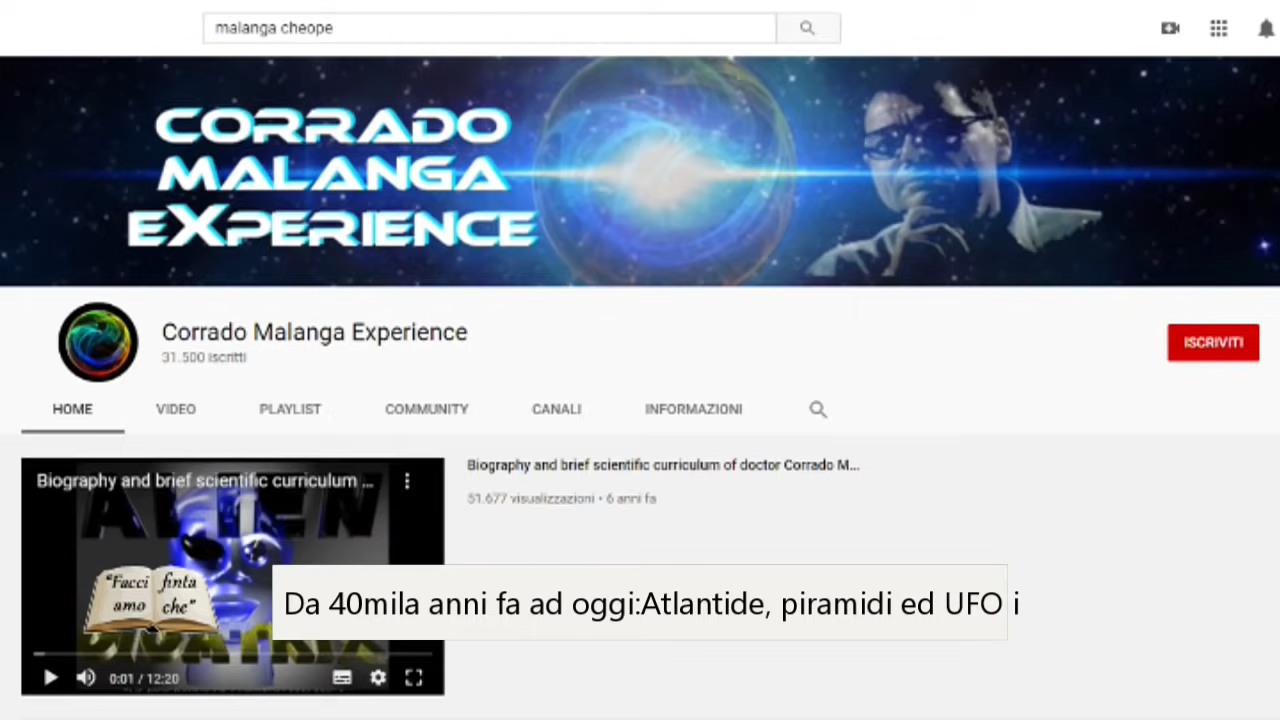 malanga cheope
CORRADO
MALANGA
EXPERIENCE
Corrado Malanga Experience
31.500 iscritti
ISCRIVITI
HOME VIDEO PLAYLIST COMMUNITY CANALI INFORMAZIONI
Biography and brief scientific curriculum ...
ALIEN
"Facci finta
amo che"
0:01 / 12:20
Biography and brief scientific curriculum of doctor Corrado M...
51.677 visualizzazioni • 6 anni fa
Da 40mila anni fa ad oggi:Atlantide, piramidi ed UFO i